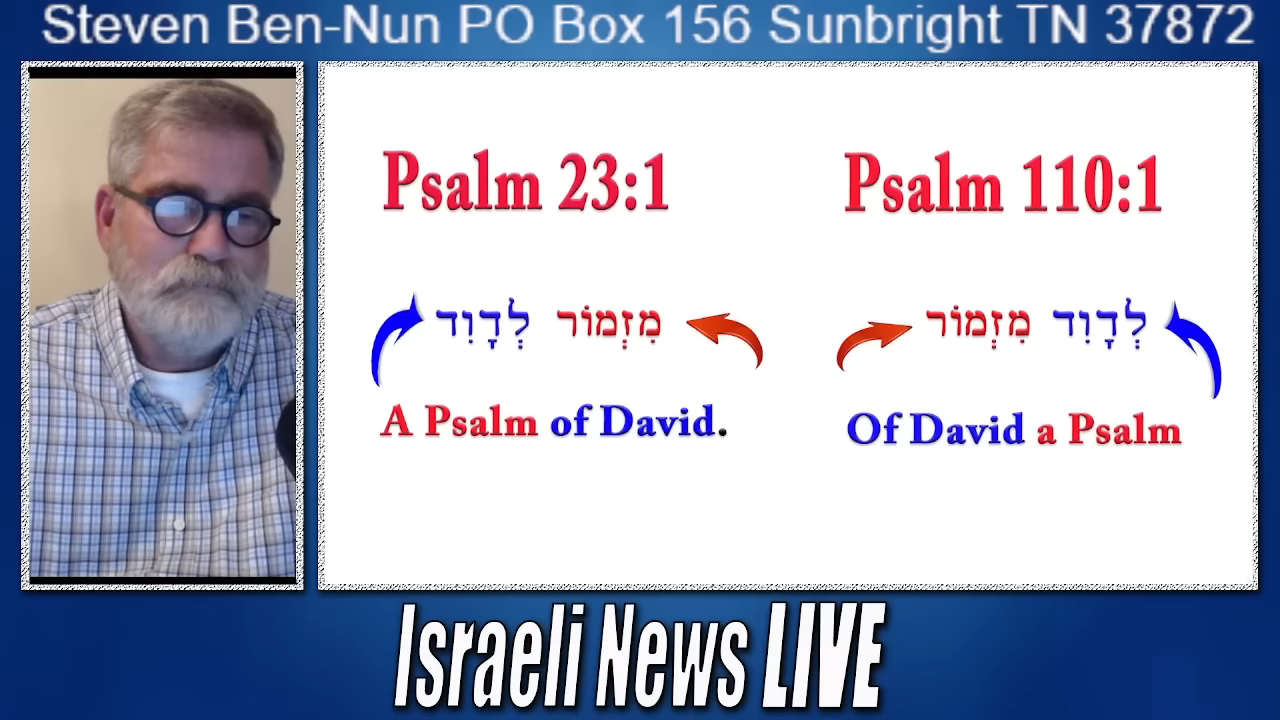 Steven Ben-Nun PO Box 156 Sunbright TN 37872
Psalm 23:1
מִזְמוֹר לְדָוִד
A Psalm of David.
Psalm 110:1
לְדָוִד מִזְמוֹר
Of David a Psalm
Israeli News LIVE